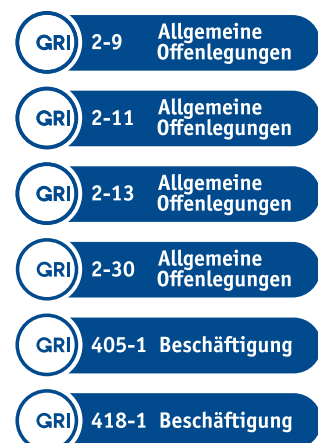 GRI 2-9 Allgemeine
Offenlegungen
GRI 2-11 Allgemeine
Offenlegungen
GRI 2-13 Allgemeine
Offenlegungen
GRI 2-30 Allgemeine
Offenlegungen
GRI 405-1 Beschäftigung
GRI 418-1 Beschäftigung